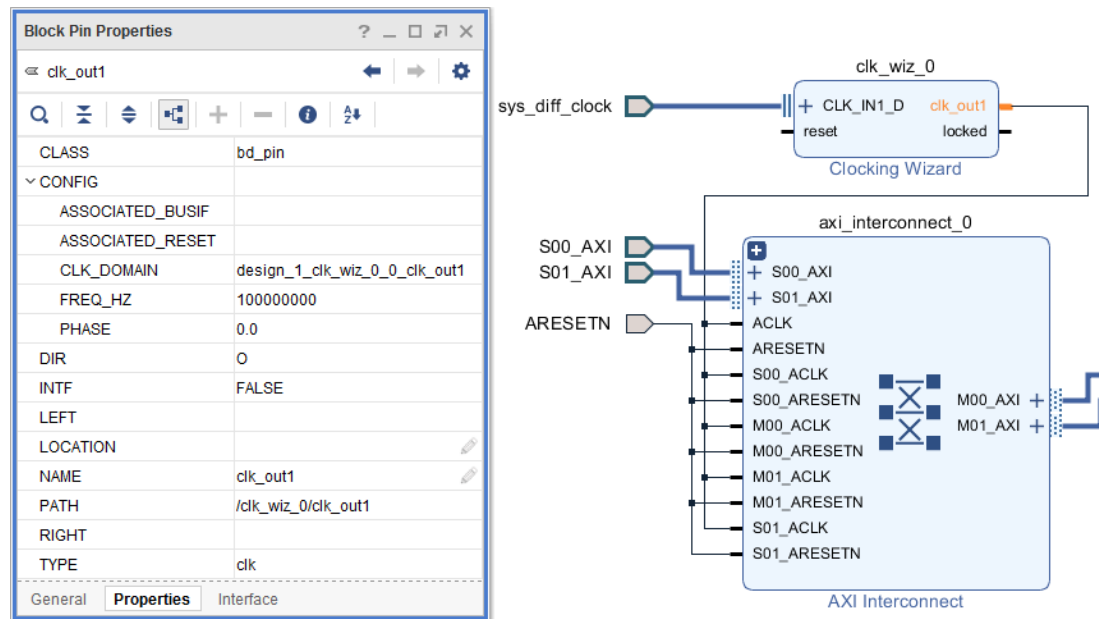 Block Pin Properties
clk_out1
CLASS bd_pin
CONFIG
ASSOCIATED_BUSIF
ASSOCIATED_RESET
CLK_DOMAIN design_1_clk_wiz_0_0_clk_out1
FREQ_HZ 100000000
PHASE 0.0
DIR O
INTF FALSE
LEFT
LOCATION
NAME clk_out1
PATH /clk_wiz_0/clk_out1
RIGHT
TYPE clk
General Properties Interface
clk_wiz_0
sys_diff_clock
CLK_IN1_D clk_out1
reset locked
Clocking Wizard
axi_interconnect_0
S00_AXI
S01_AXI
ARESETN
S00_AXI
S01_AXI
ACLK
ARESETN
S00_ACLK
S00_ARESETN M00_AXI
M00_ACLK M01_AXI
M00_ARESETN
M01_ACLK
M01_ARESETN
S01_ACLK
S01_ARESETN
AXI Interconnect